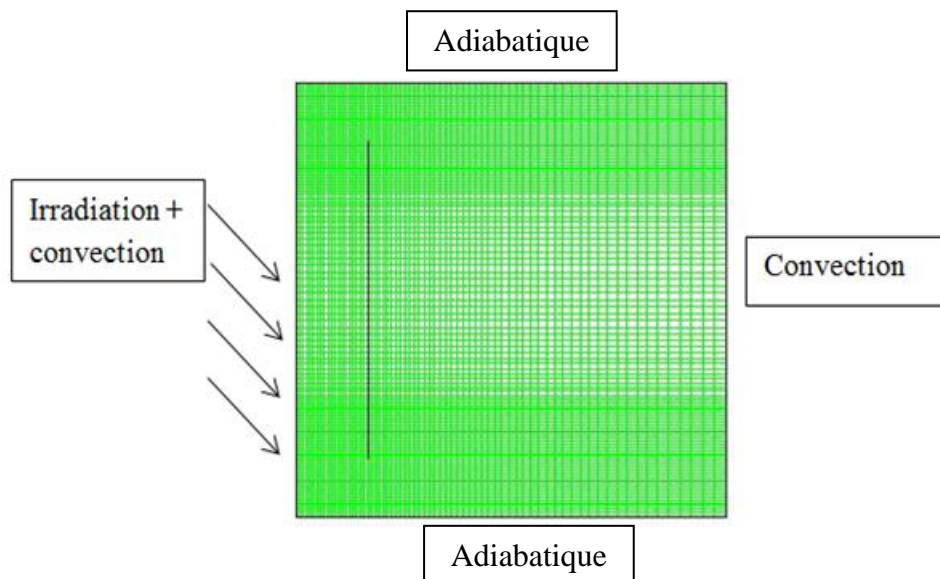 Adiabatique
Irradiation +
convection
Convection
Adiabatique